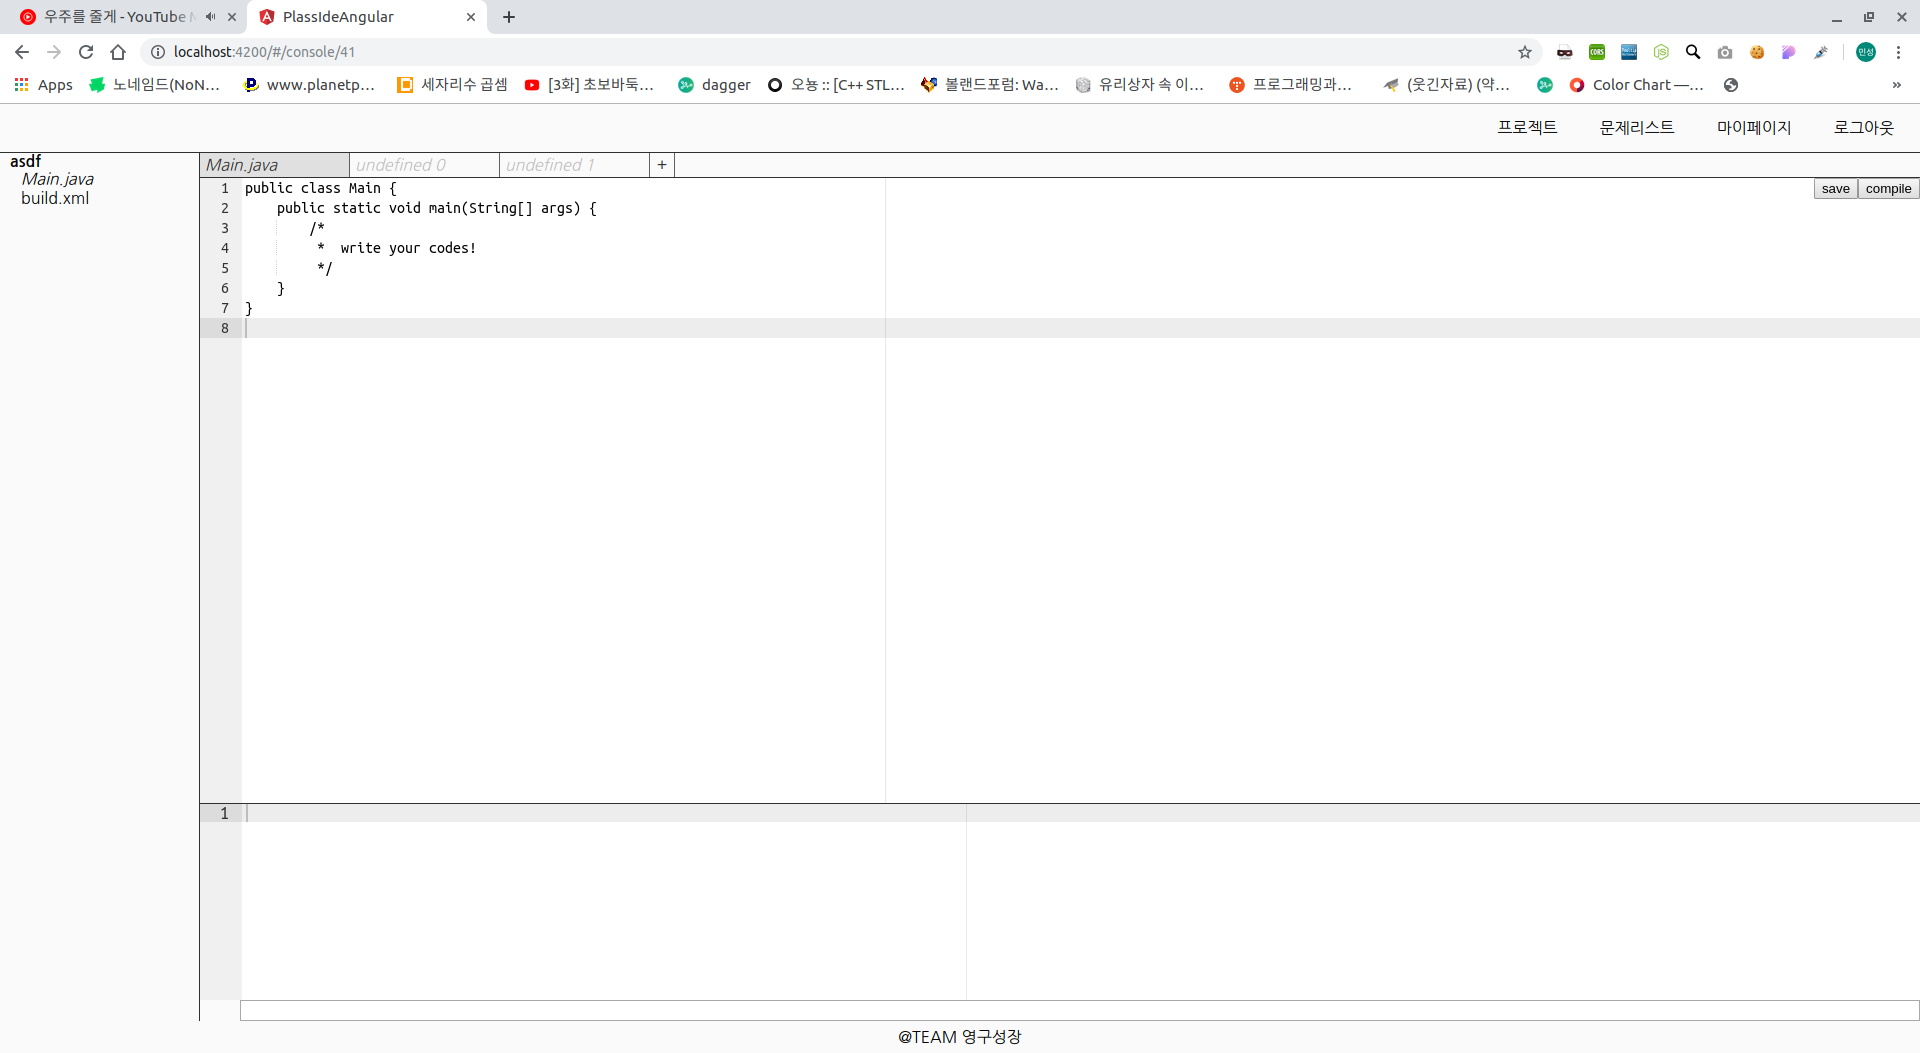 우주를 줄게 - YouTube
PlassIdeAngular
localhost:4200/#/console/41
CORS
인성
Apps
노네임드(NoN...
www.planetp...
세자리수 곱셈
[3화] 초보바둑...
dagger
오뇽 :: [C++ STL...
볼랜드포럼: Wa...
유리상자 속 이...
프로그래밍과...
(웃긴자료) (약...
Color Chart —...
»
프로젝트
문제리스트
마이페이지
로그아웃
asdf
Main.java
build.xml
Main.java
undefined 0
undefined 1
+
save
compile
1 public class Main {
2     public static void main(String[] args) {
3         /*
4          *  write your codes!
5          */
6     }
7 }
8
1
@TEAM 영구성장